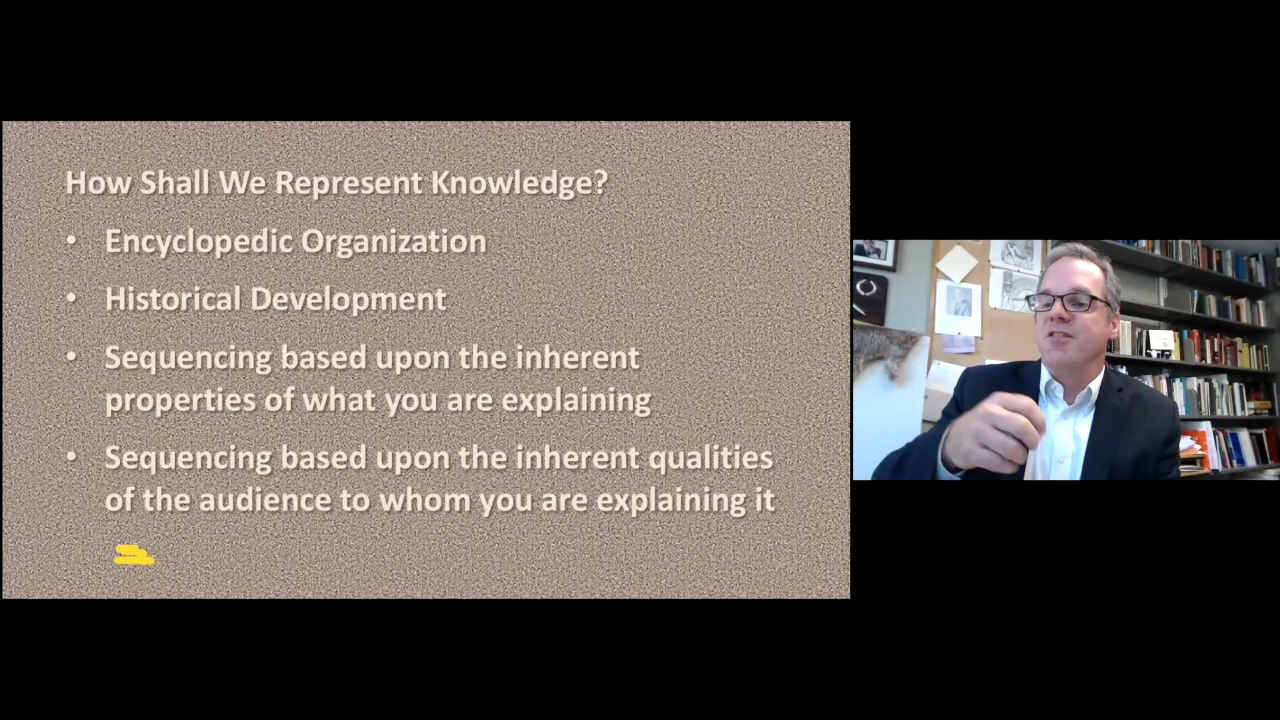 How Shall We Represent Knowledge?
• Encyclopedic Organization
• Historical Development
• Sequencing based upon the inherent
properties of what you are explaining
• Sequencing based upon the inherent qualities
of the audience to whom you are explaining it